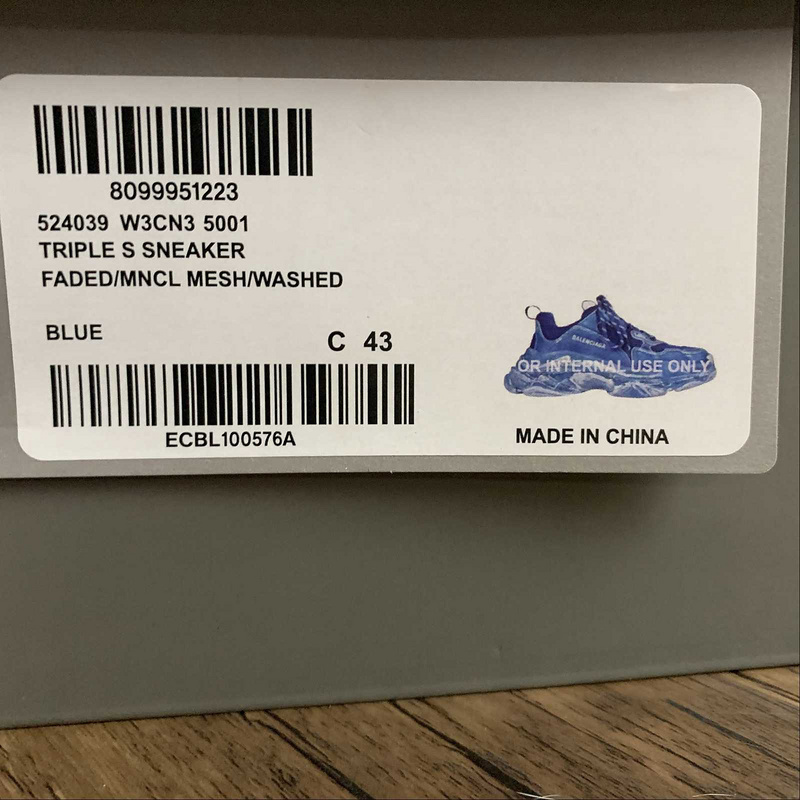 8099951223
524039 W3CN3 5001
TRIPLE S SNEAKER
FADED/MNCL MESH/WASHED
BLUE
C 43
BALENCIAGA
OR INTERNAL USE ONLY
ECBL100576A
MADE IN CHINA